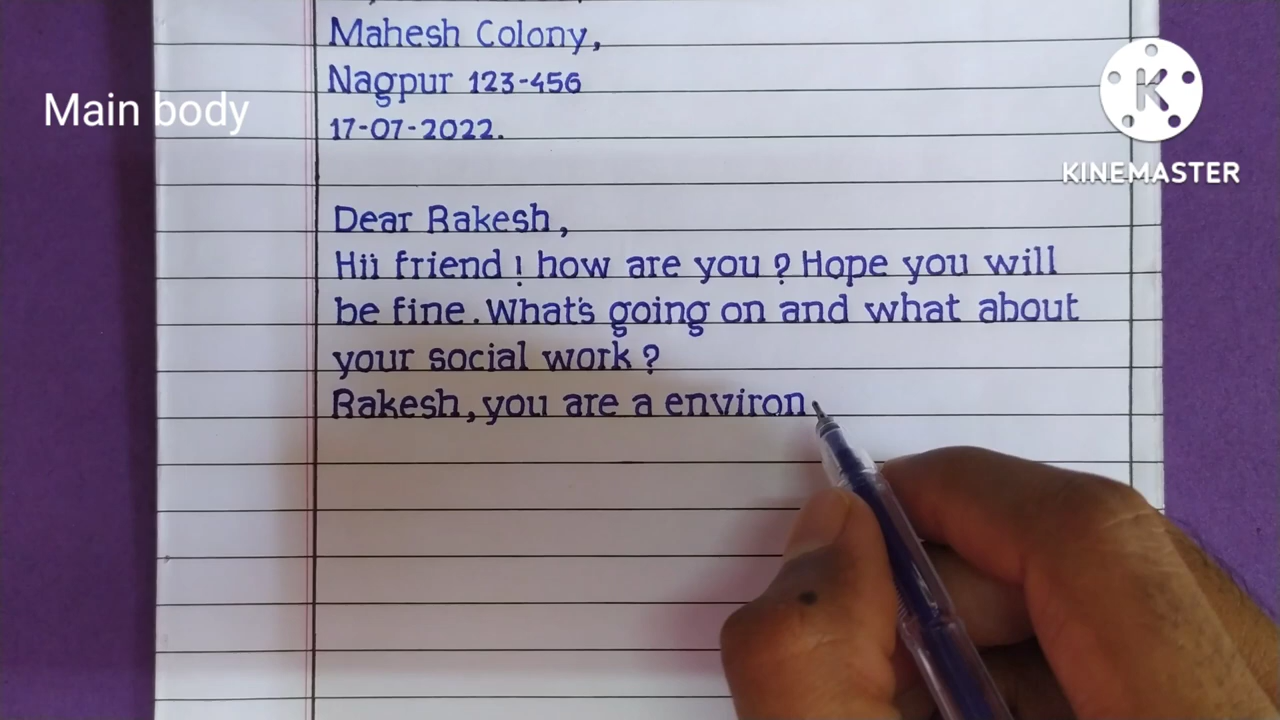 Mahesh Colony,
Nagpur 123-456
17-07-2022.
Main body
K
KINEMASTER
Dear Rakesh,
Hii friend ! how are you ? Hope you will
be fine. What's going on and what about
your social work ?
Rakesh, you are a environ